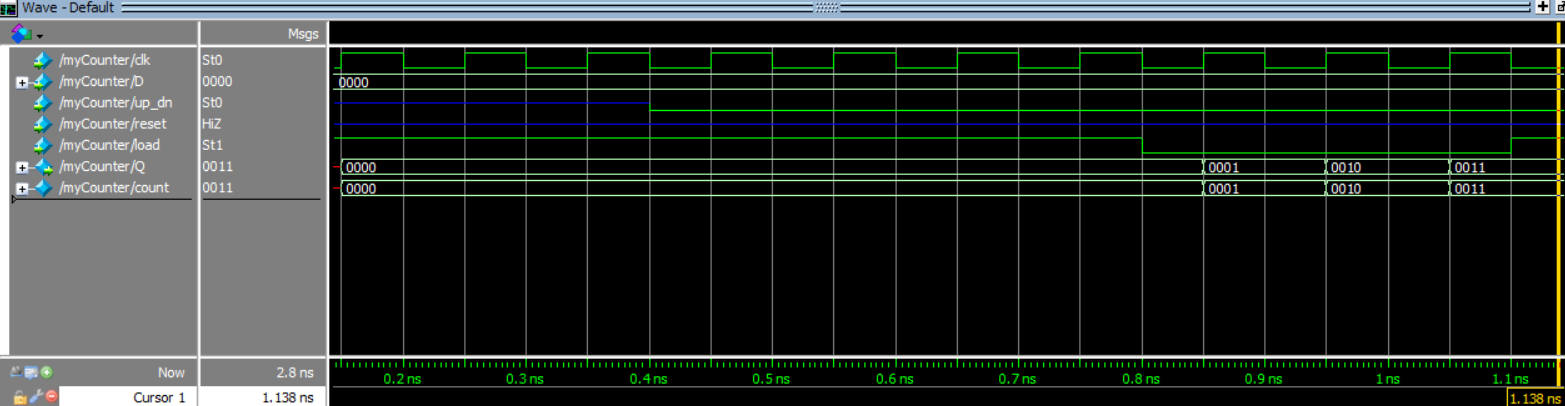 Wave - Default
Msgs
/myCounter/clk St0
/myCounter/D 0000 0000
/myCounter/up_dn St0
/myCounter/reset HiZ
/myCounter/load St1
/myCounter/Q 0011 0000 0001 0010 0011
/myCounter/count 0011 0000 0001 0010 0011
Now 2.8 ns 0.2 ns 0.3 ns 0.4 ns 0.5 ns 0.6 ns 0.7 ns 0.8 ns 0.9 ns 1 ns 1.1 ns
Cursor 1 1.138 ns 1.138 ns